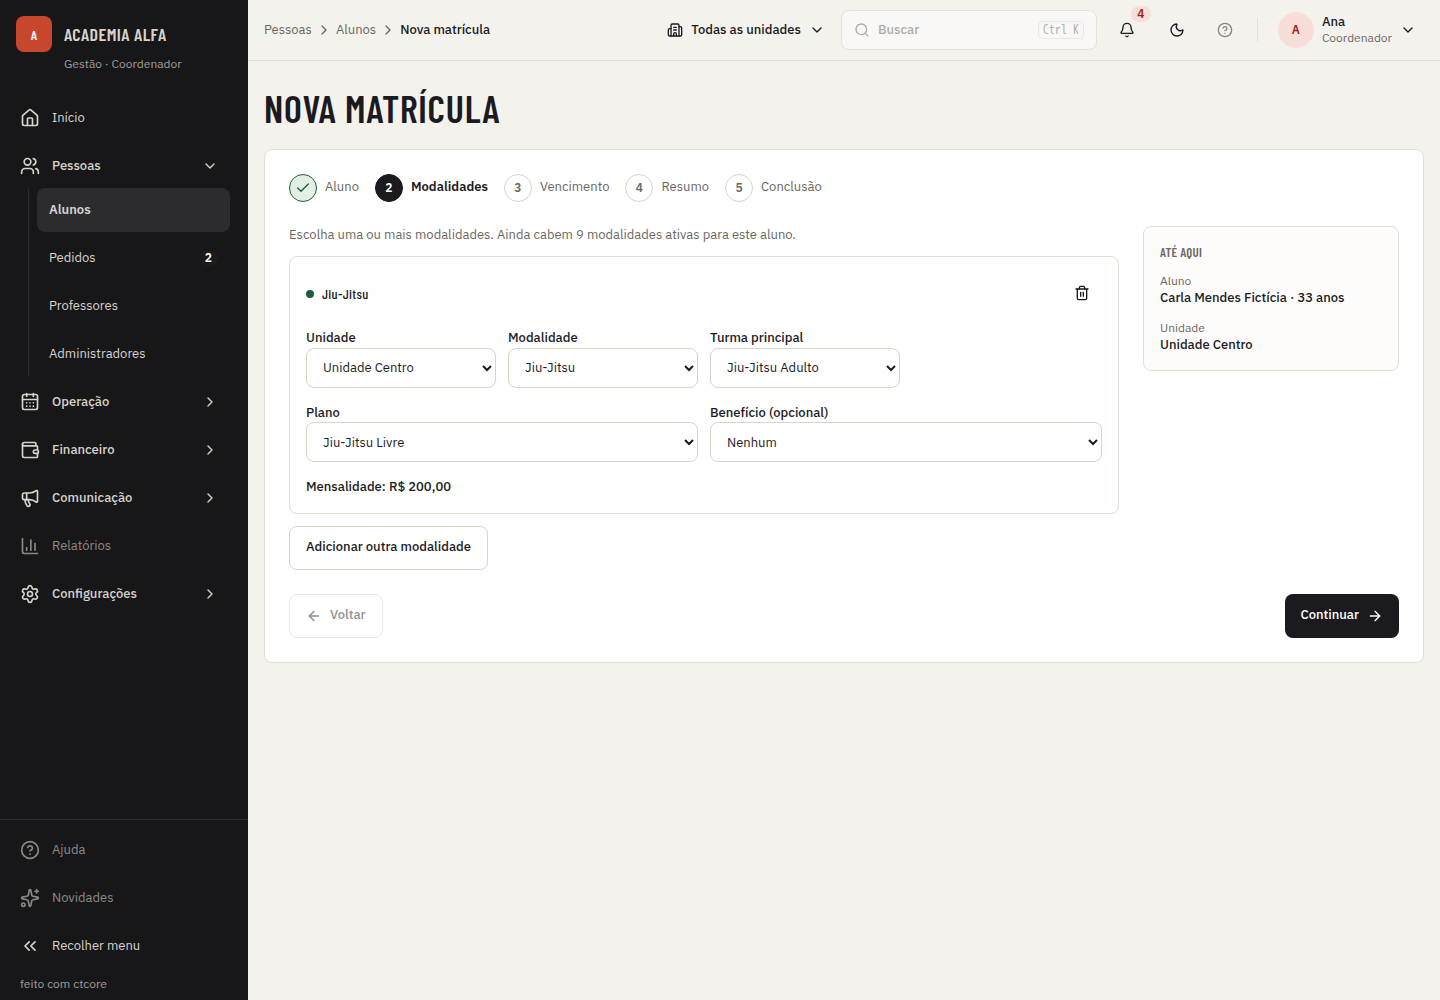 A
ACADEMIA ALFA
Gestão · Coordenador
Início
Pessoas
Alunos
Pedidos
2
Professores
Administradores
Operação
Financeiro
Comunicação
Relatórios
Configurações
Ajuda
Novidades
Recolher menu
feito com ctcore
Pessoas
Alunos
Nova matrícula
Todas as unidades
Buscar
Ctrl K
4
A
Ana
Coordenador
NOVA MATRÍCULA
Aluno
2 Modalidades
3 Vencimento
4 Resumo
5 Conclusão
Escolha uma ou mais modalidades. Ainda cabem 9 modalidades ativas para este aluno.
Jiu-Jitsu
Unidade
Modalidade
Turma principal
Unidade Centro
Jiu-Jitsu
Jiu-Jitsu Adulto
Plano
Benefício (opcional)
Jiu-Jitsu Livre
Nenhum
Mensalidade: R$ 200,00
Adicionar outra modalidade
Voltar
Continuar
ATÉ AQUI
Aluno
Carla Mendes Fictícia · 33 anos
Unidade
Unidade Centro